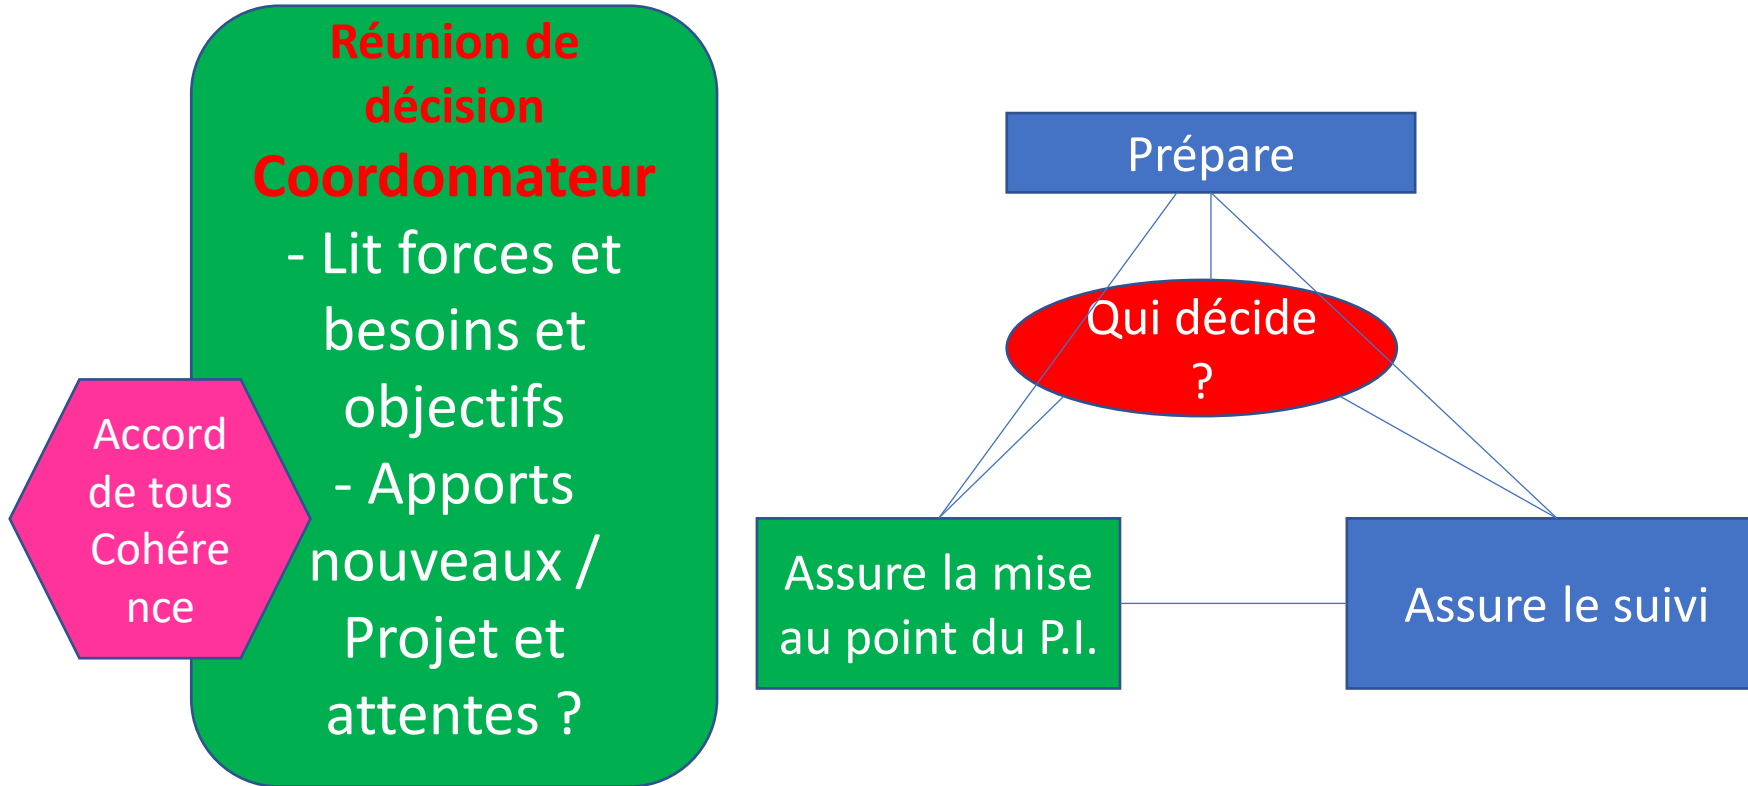 Réunion de
décision
Coordonnateur
- Lit forces et
besoins et
objectifs
- Apports
nouveaux /
Projet et
attentes ?
Accord
de tous
Cohére
nce
Prépare
Qui décide
?
Assure la mise
au point du P.I.
Assure le suivi